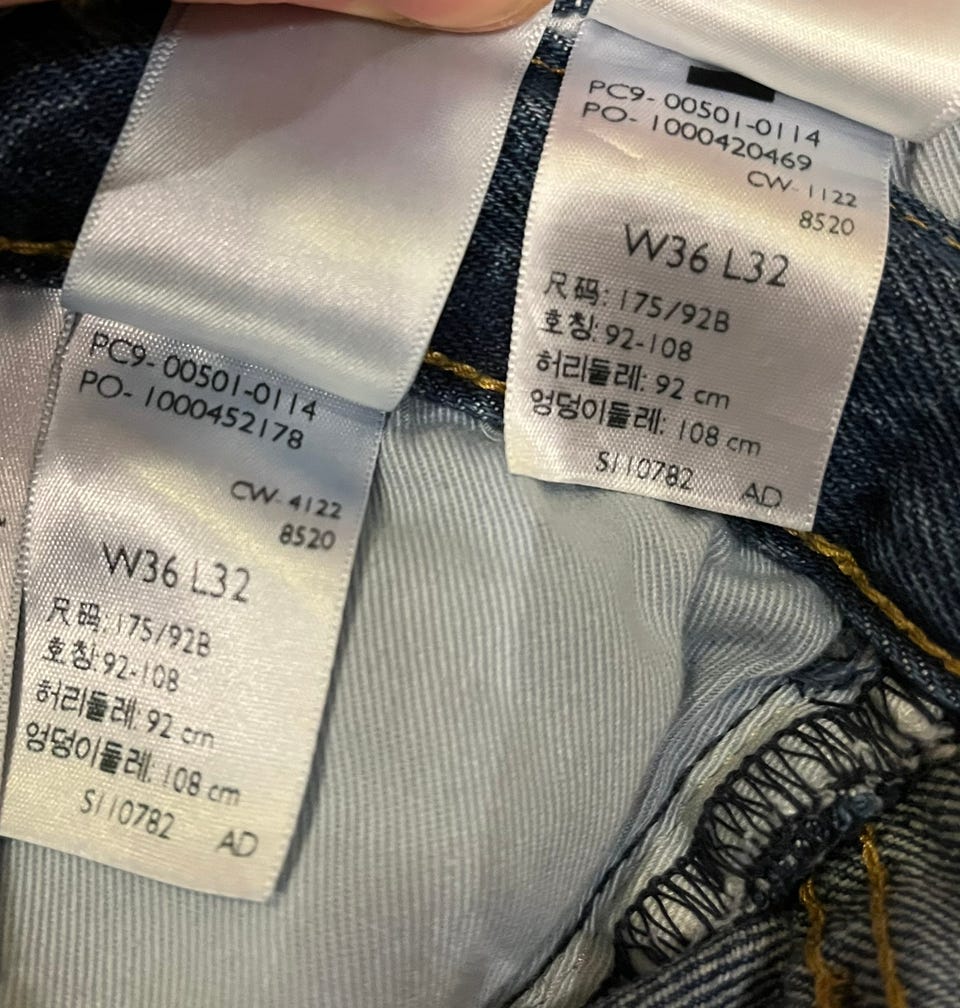 PC9- 00501-0114
PO- 1000452178
CW- 4122
8520
W36 L32
尺码: 175/92B
호칭: 92-108
허리둘레: 92 cm
엉덩이둘레: 108 cm
S110782 AD
PC9- 00501-0114
PO- 1000420469
CW- 1122
8520
W36 L32
尺码: 175/92B
호칭: 92-108
허리둘레: 92 cm
엉덩이둘레: 108 cm
S110782 AD